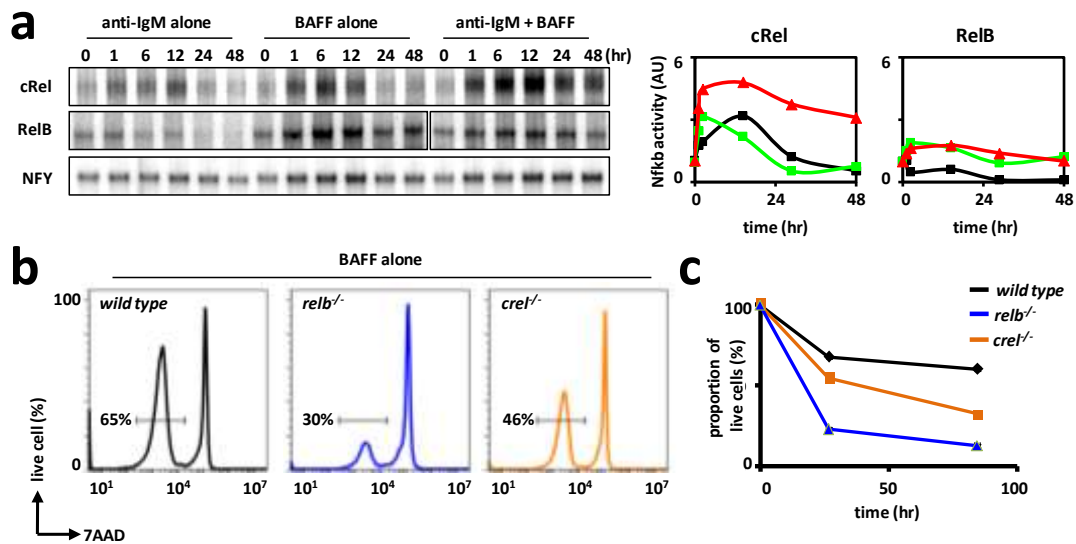 a
anti-IgM alone BAFF alone anti-IgM + BAFF
0 1 6 12 24 48 0 1 6 12 24 48 0 1 6 12 24 48 (hr)
cRel
RelB
NFY
cRel RelB
Nfkb activity (AU)
6 6
0 0
0 24 48 0 24 48
time (hr) time (hr)
b
BAFF alone
live cell (%)
100
0
wild type relb-/- crel-/-
65% 30% 46%
10¹ 10⁴ 10⁷ 10¹ 10⁴ 10⁷ 10¹ 10⁴ 10⁷
7AAD
c
proportion of
live cells (%)
100
0
wild type
relb-/-
crel-/-
0 50 100
time (hr)